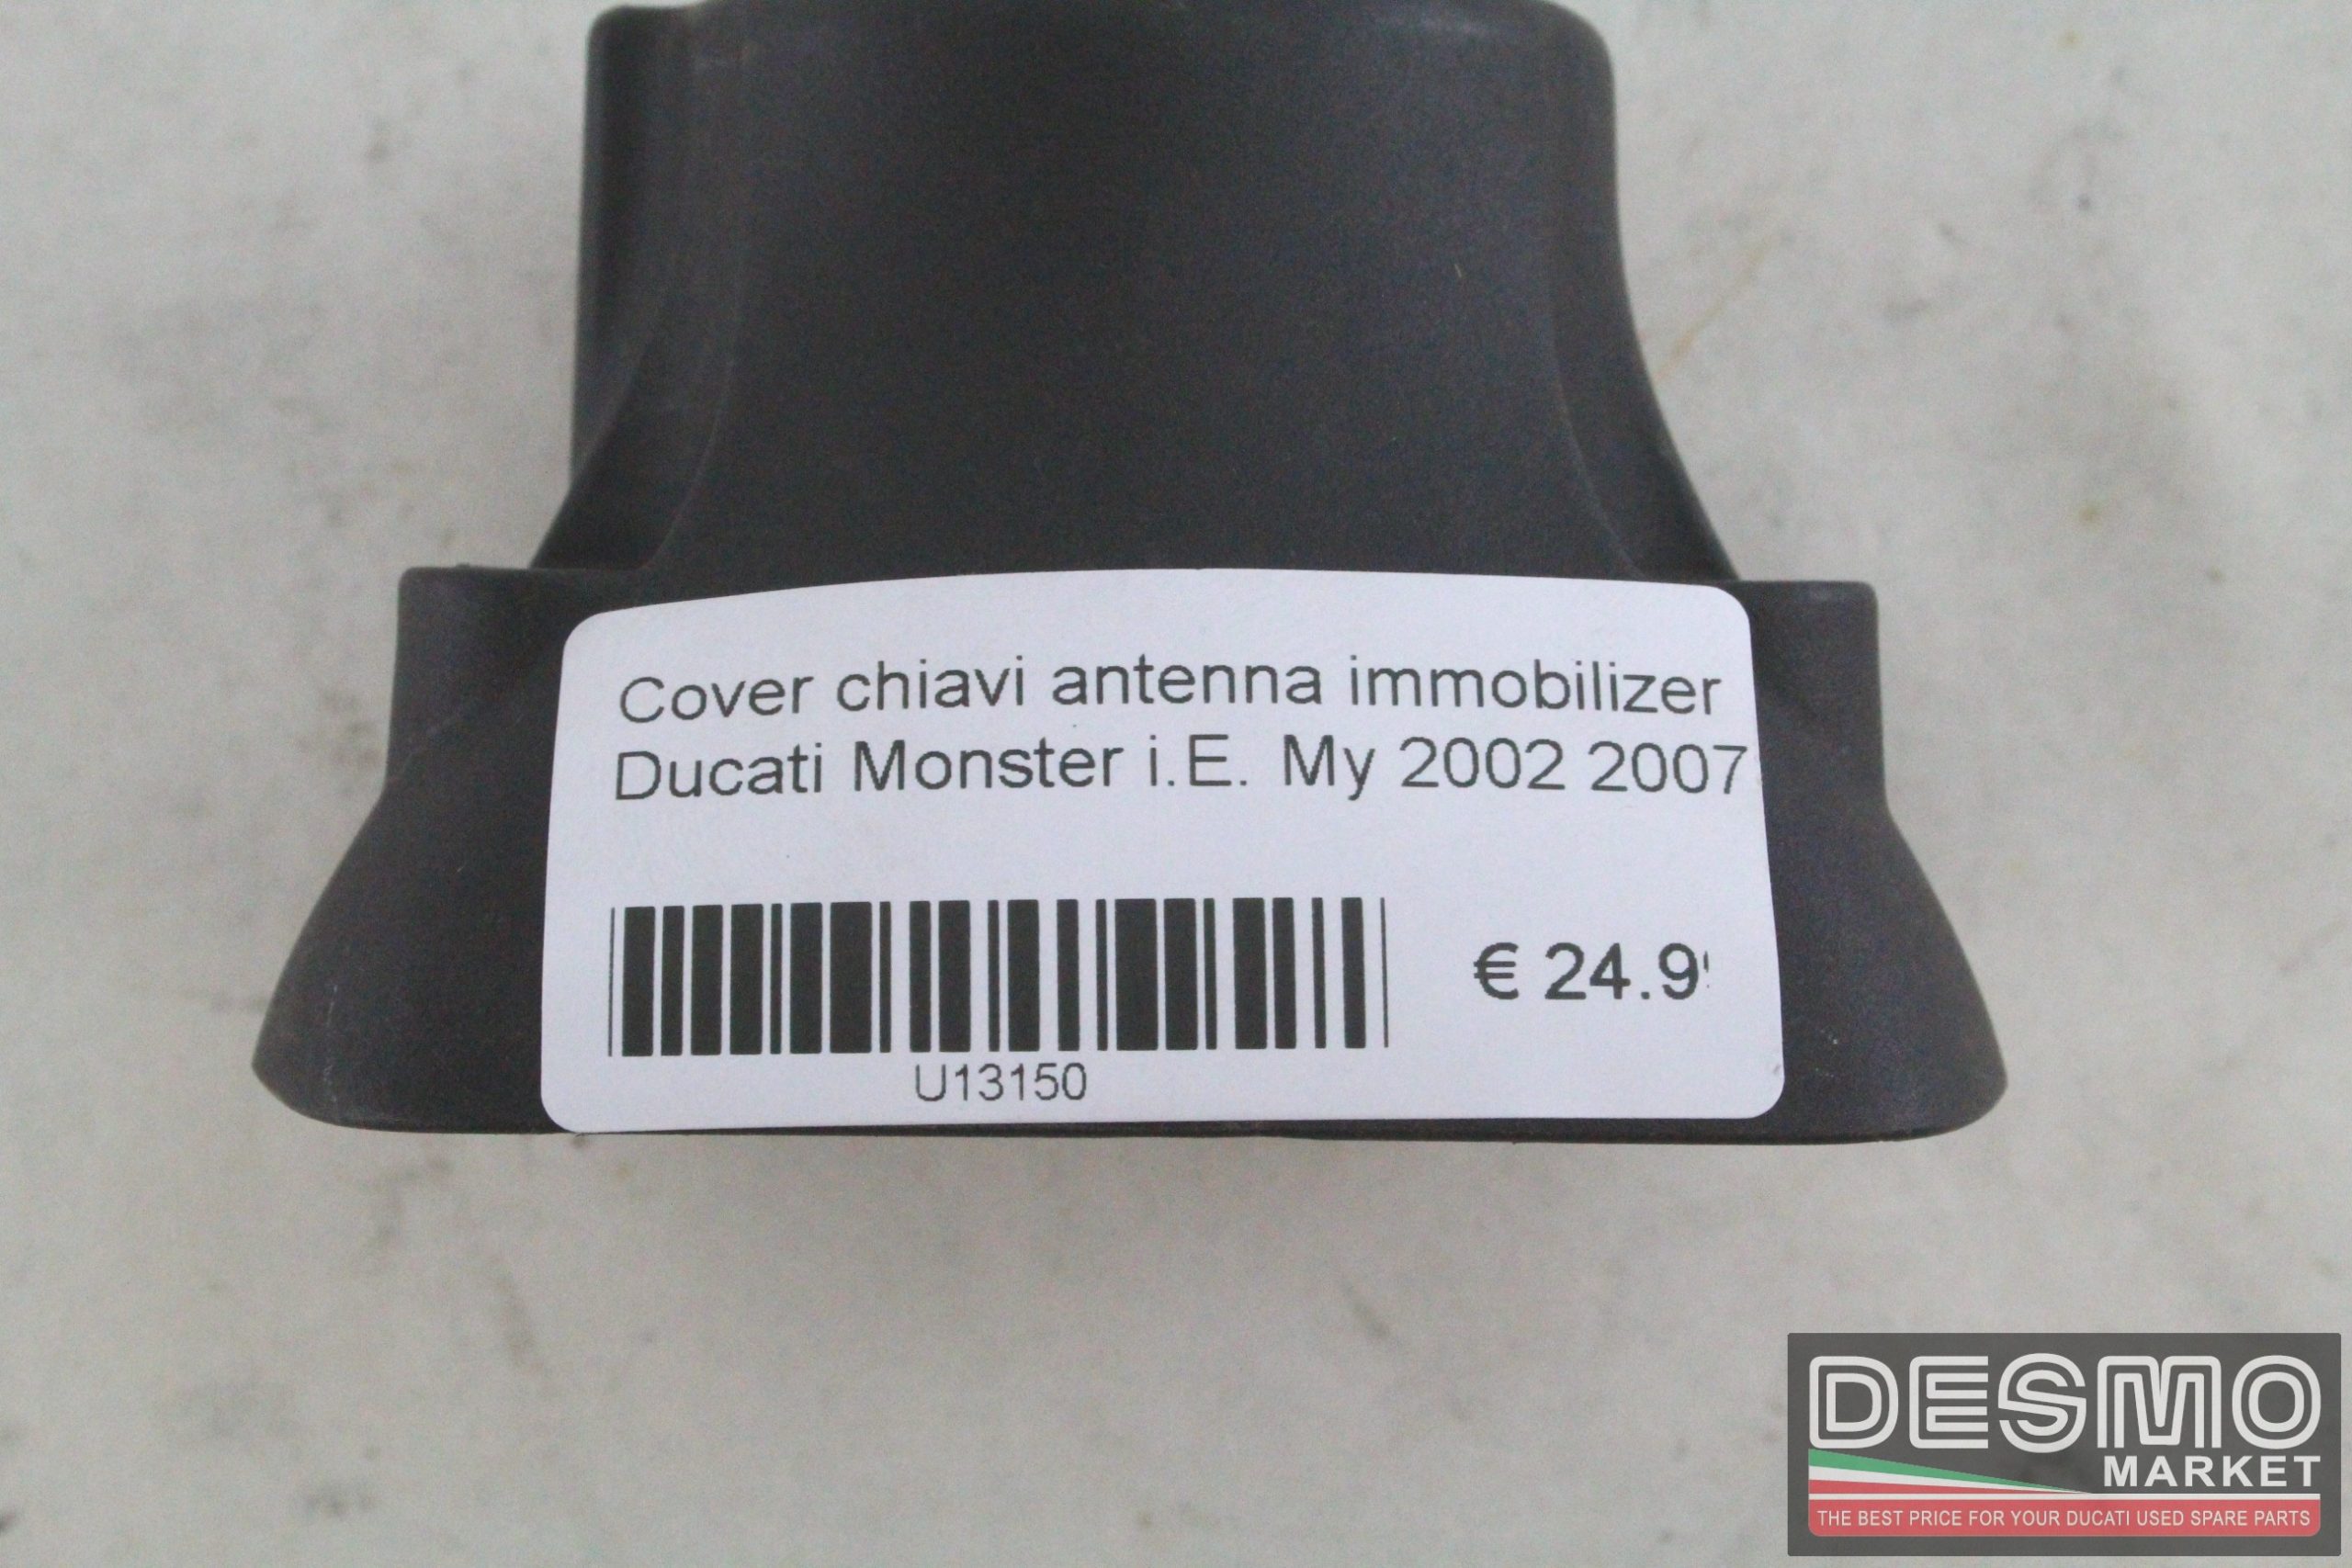 Cover chiavi antenna immobilizer
Ducati Monster i.E. My 2002 2007
€ 24.9
U13150
DESMO
MARKET
THE BEST PRICE FOR YOUR DUCATI USED SPARE PARTS